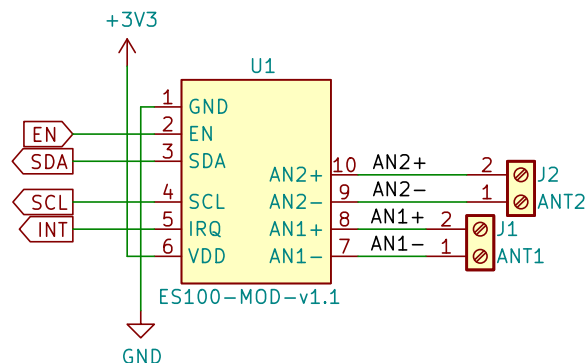 +3V3
U1
1 GND
EN 2 EN
SDA 3 SDA
AN2+ 10 AN2+ 2 J2
SCL 4 SCL AN2- 9 AN2- 1 ANT2
INT 5 IRQ AN1+ 8 AN1+ 2 J1
6 VDD AN1- 7 AN1- 1 ANT1
ES100-MOD-v1.1
GND